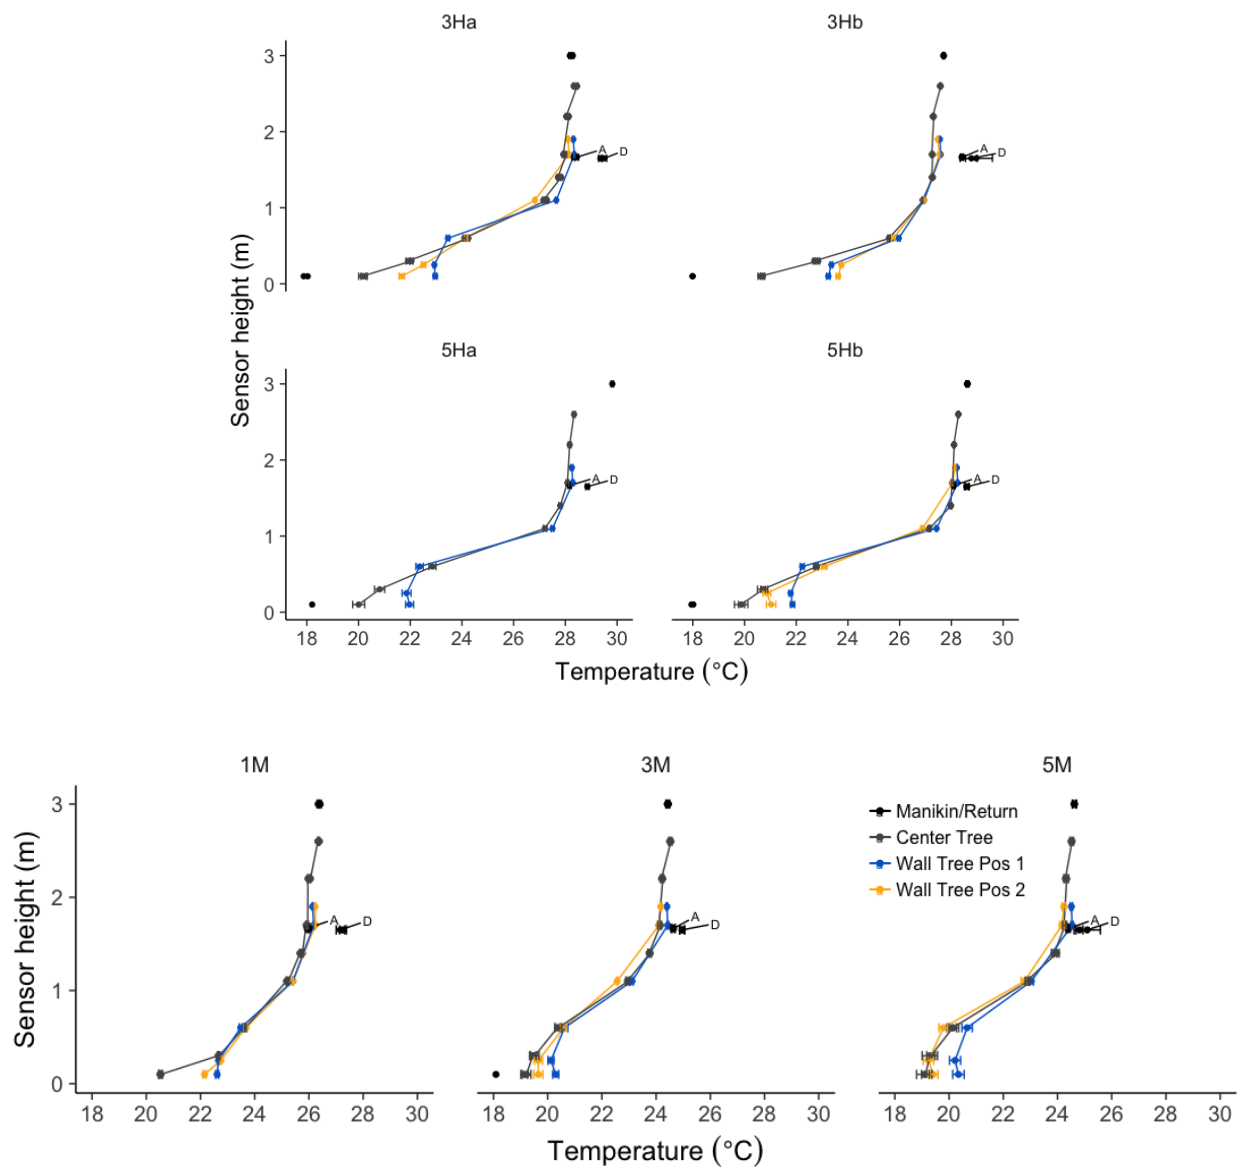 3Ha 3Hb
3
2
A D A D
1
0
5Ha 5Hb
3
2
A D A D
1
0
18 20 22 24 26 28 30 18 20 22 24 26 28 30
Sensor height (m)
Temperature (°C)
1M 3M 5M
3
2
A D A D A D
1
0
Manikin/Return
Center Tree
Wall Tree Pos 1
Wall Tree Pos 2
18 20 22 24 26 28 30 18 20 22 24 26 28 30 18 20 22 24 26 28 30
Sensor height (m)
Temperature (°C)